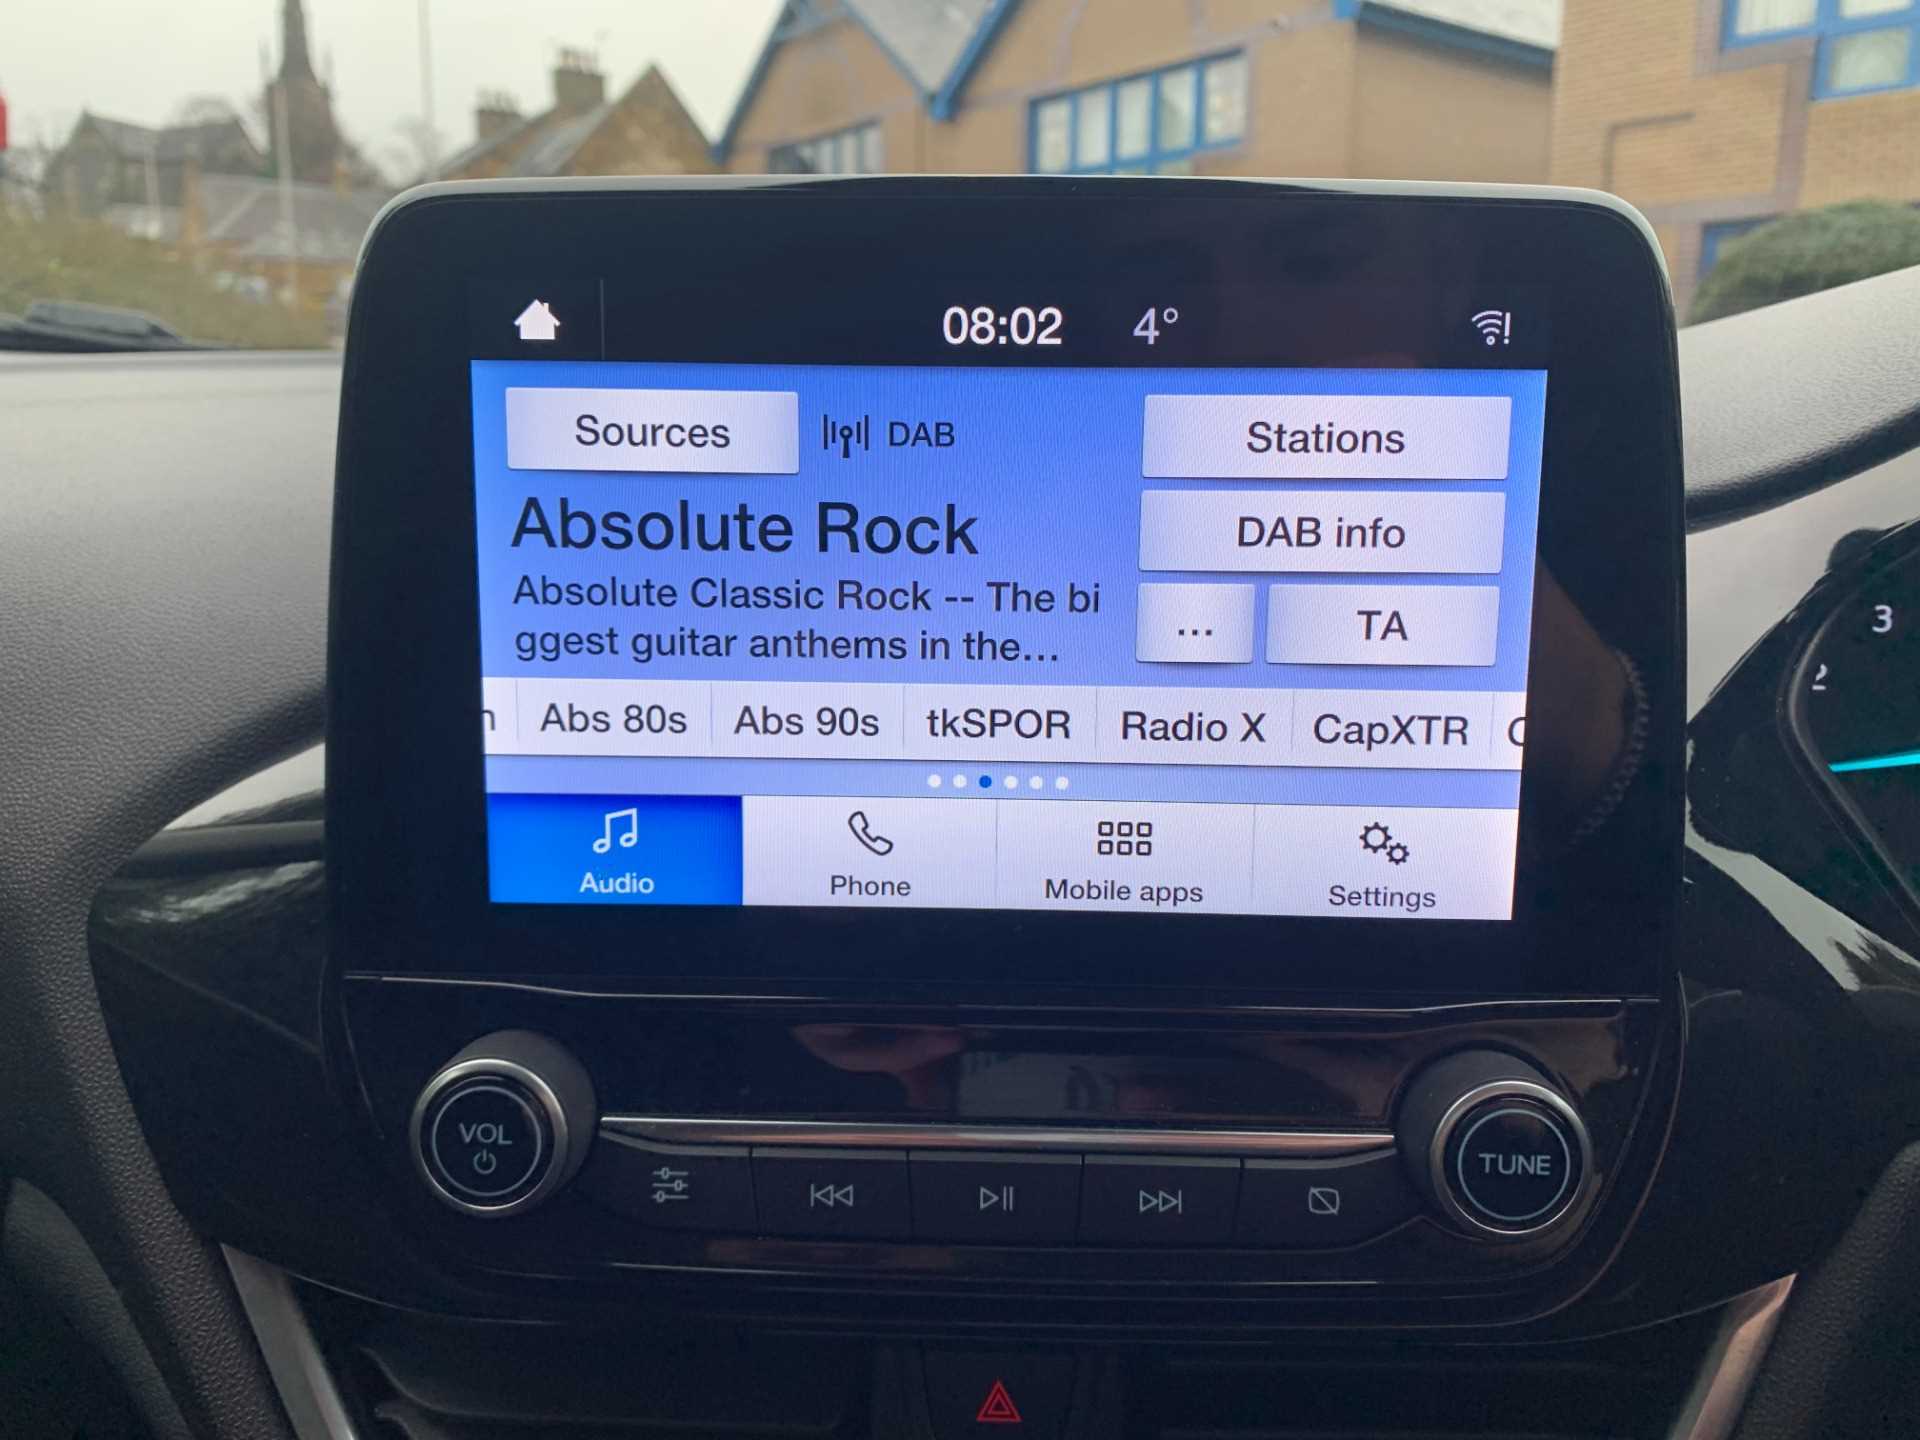 08:02 4°
Sources DAB Stations
Absolute Rock
DAB info
Absolute Classic Rock -- The bi
ggest guitar anthems in the...
... TA
n Abs 80s Abs 90s tkSPOR Radio X CapXTR
Audio Phone Mobile apps Settings
3
2
VOL
TUNE